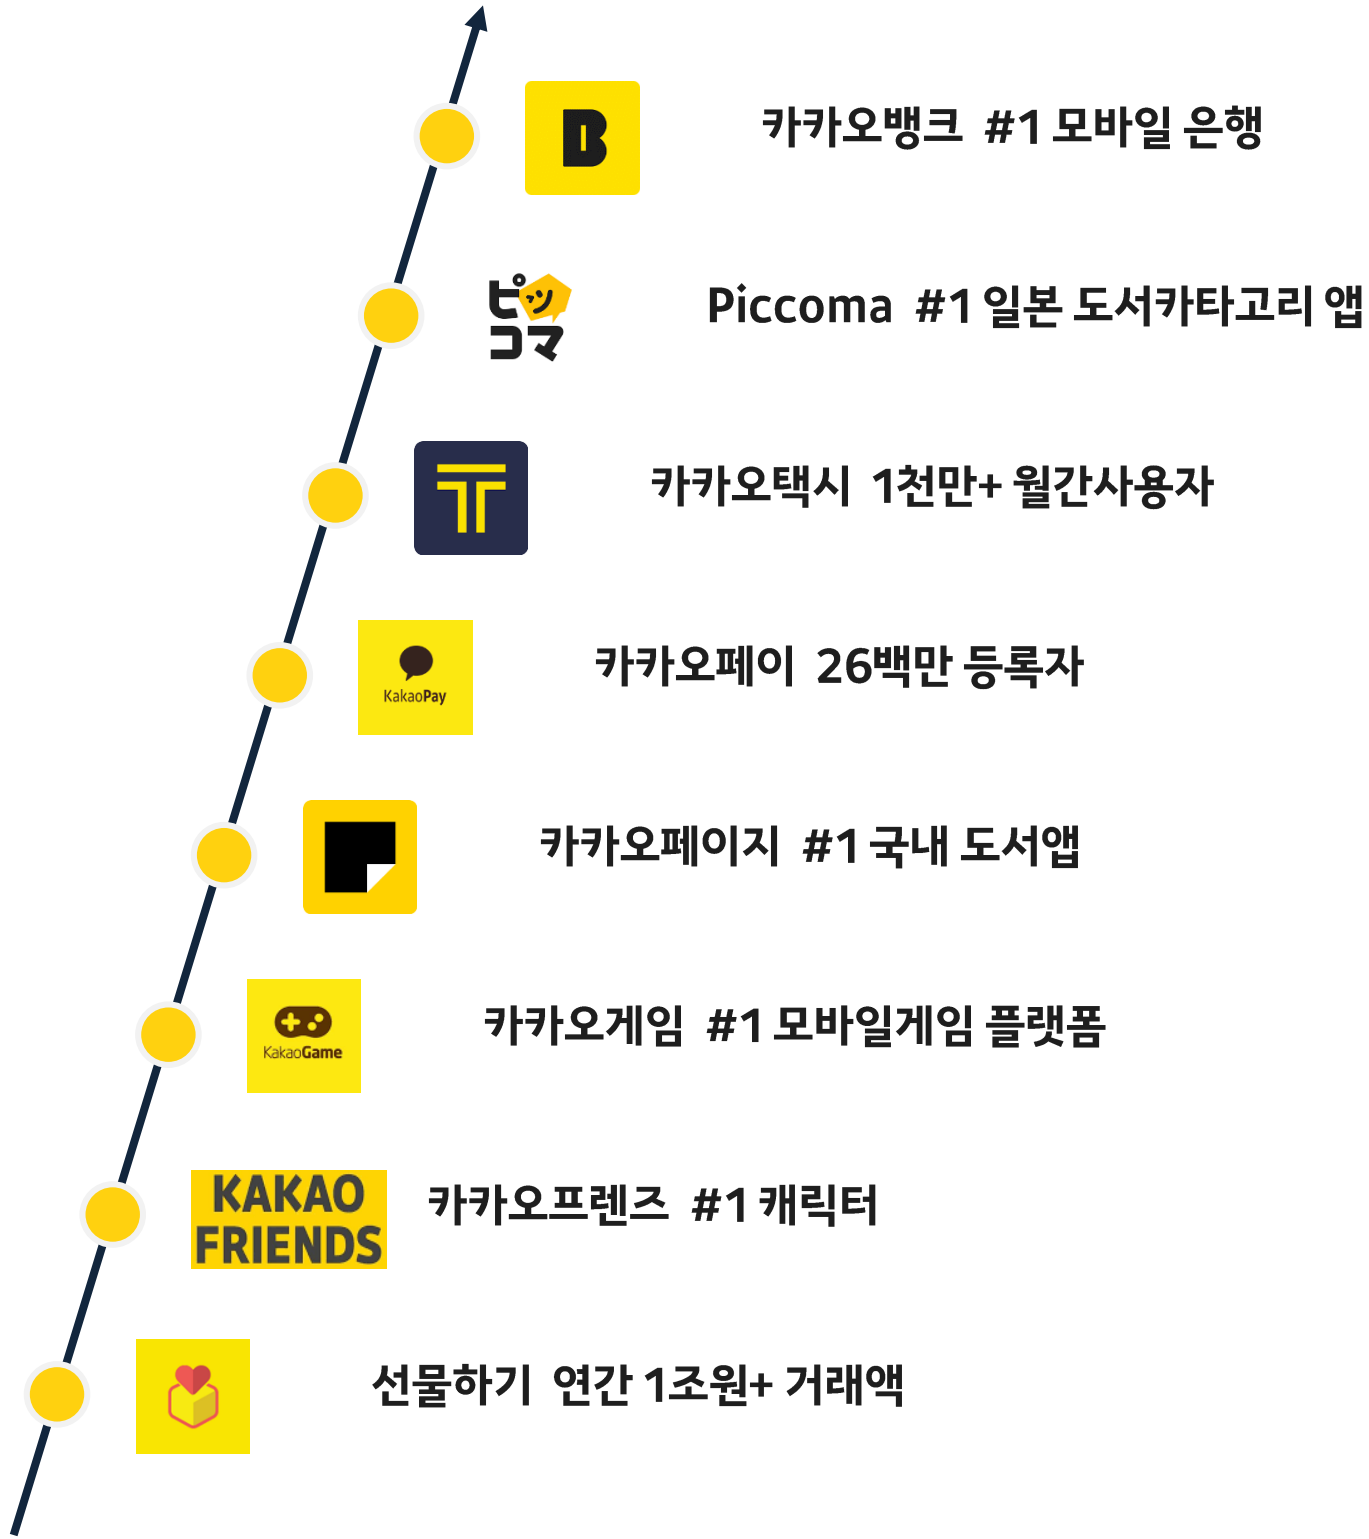 B
카카오뱅크 #1 모바일 은행
ピッコマ
Piccoma #1 일본 도서카타고리 앱
T
카카오택시 1천만+ 월간사용자
KakaoPay
카카오페이 26백만 등록자
카카오페이지 #1 국내 도서앱
KakaoGame
카카오게임 #1 모바일게임 플랫폼
KAKAO
FRIENDS
카카오프렌즈 #1 캐릭터
선물하기 연간 1조원+ 거래액